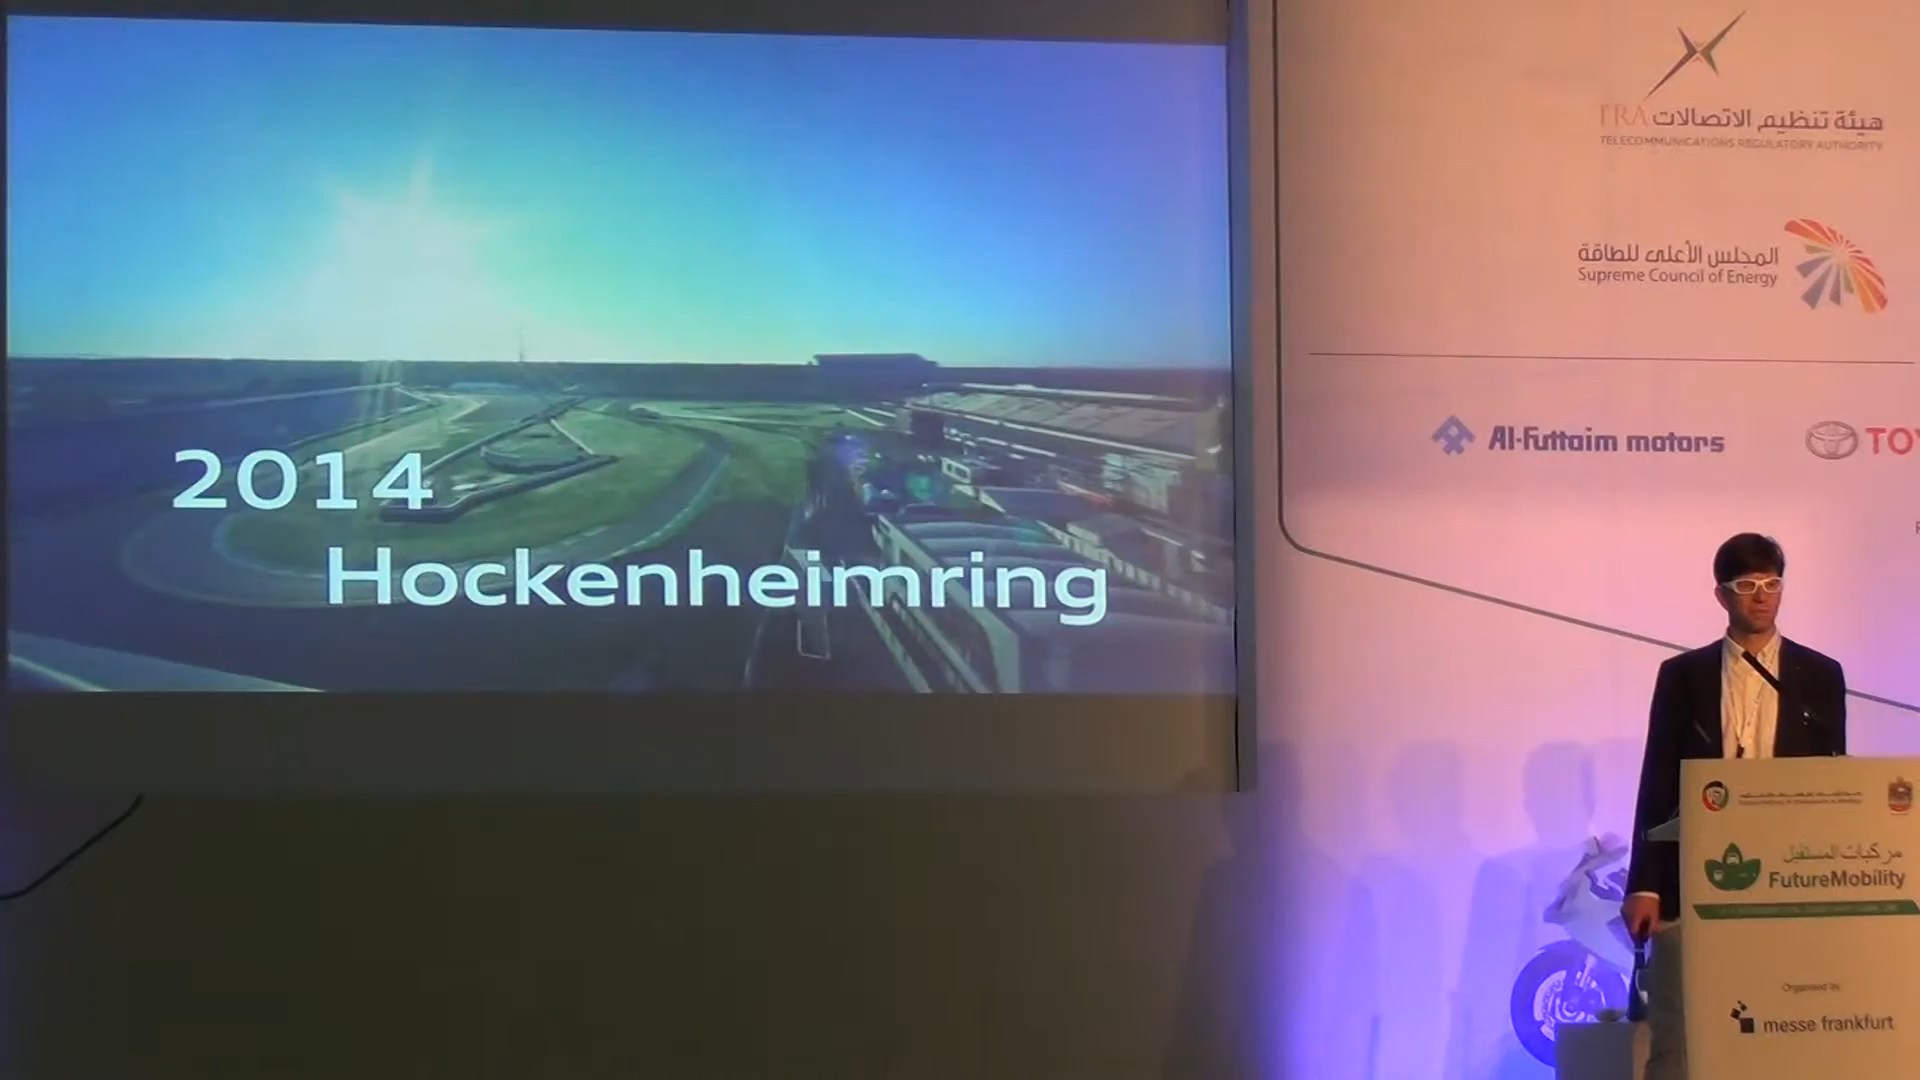 2014
Hockenheimring
TRA هيئة تنظيم الاتصالات
TELECOMMUNICATIONS REGULATORY AUTHORITY
المجلس الأعلى للطاقة
Supreme Council of Energy
Al-Futtaim motors
TOY
مركبات المستقبل
FutureMobility
Organised by
messe frankfurt